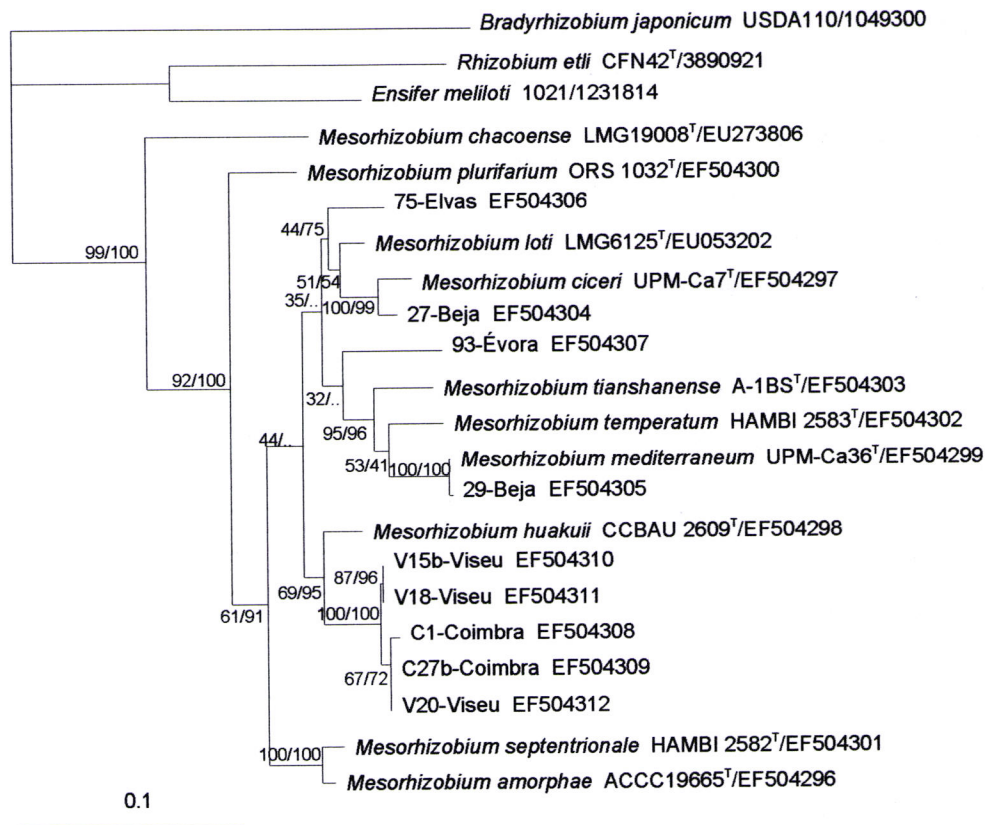 Bradyrhizobium japonicum USDA110/1049300
Rhizobium etli CFN42ᵀ/3890921
Ensifer meliloti 1021/1231814
Mesorhizobium chacoense LMG19008ᵀ/EU273806
Mesorhizobium plurifarium ORS 1032ᵀ/EF504300
75-Elvas EF504306
44/75
Mesorhizobium loti LMG6125ᵀ/EU053202
99/100
51/54
Mesorhizobium ciceri UPM-Ca7ᵀ/EF504297
35/..
100/99
27-Beja EF504304
93-Évora EF504307
92/100
Mesorhizobium tianshanense A-1BSᵀ/EF504303
32/..
Mesorhizobium temperatum HAMBI 2583ᵀ/EF504302
95/96
44/..
Mesorhizobium mediterraneum UPM-Ca36ᵀ/EF504299
53/41
100/100
29-Beja EF504305
Mesorhizobium huakuii CCBAU 2609ᵀ/EF504298
V15b-Viseu EF504310
87/96
69/95
V18-Viseu EF504311
100/100
61/91
C1-Coimbra EF504308
C27b-Coimbra EF504309
67/72
V20-Viseu EF504312
Mesorhizobium septentrionale HAMBI 2582ᵀ/EF504301
100/100
Mesorhizobium amorphae ACCC19665ᵀ/EF504296
0.1